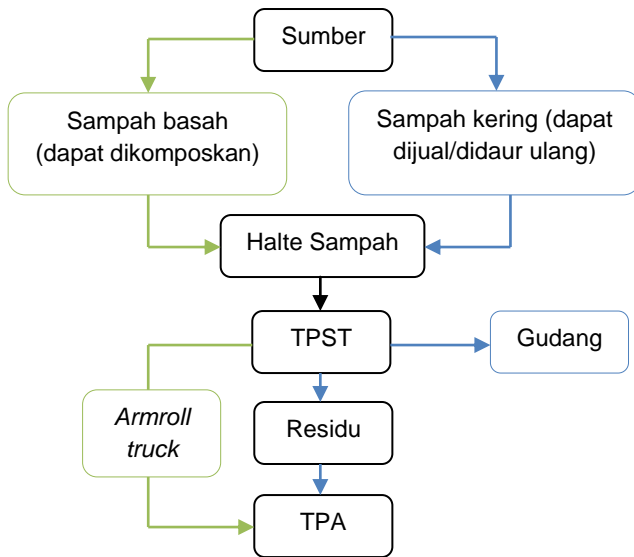 Sumber
Sampah basah
(dapat dikomposkan)
Sampah kering (dapat
dijual/didaur ulang)
Halte Sampah
TPST
Gudang
Armroll
truck
Residu
TPA